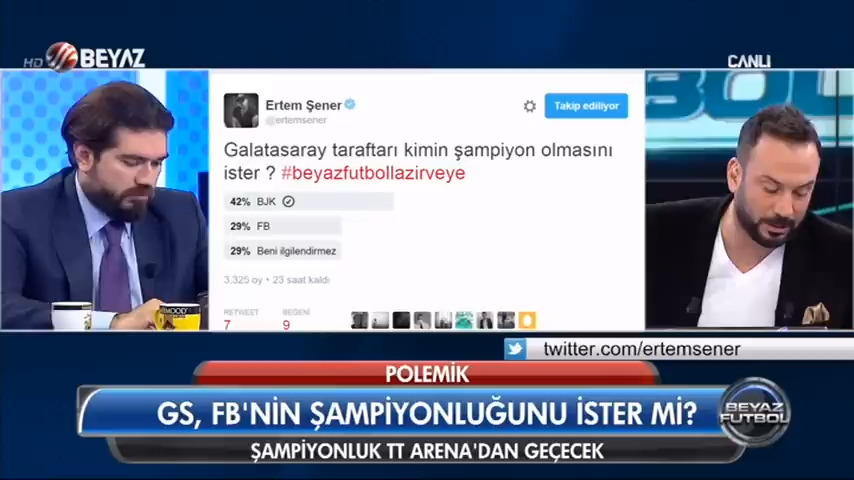 HD BEYAZ
CANLI
Ertem Şener
@ertemsener
Takip ediliyor
Galatasaray taraftarı kimin şampiyon olmasını
ister ? #beyazfutbollazirveye
42% BJK
29% FB
29% Beni ilgilendirmez
3.325 oy • 23 saat kaldı
RETWEET
BEĞENİ
7
9
twitter.com/ertemsener
POLEMİK
GS, FB'NİN ŞAMPİYONLUĞUNU İSTER Mİ?
BEYAZ
FUTBOL
ŞAMPİYONLUK TT ARENA'DAN GEÇECEK